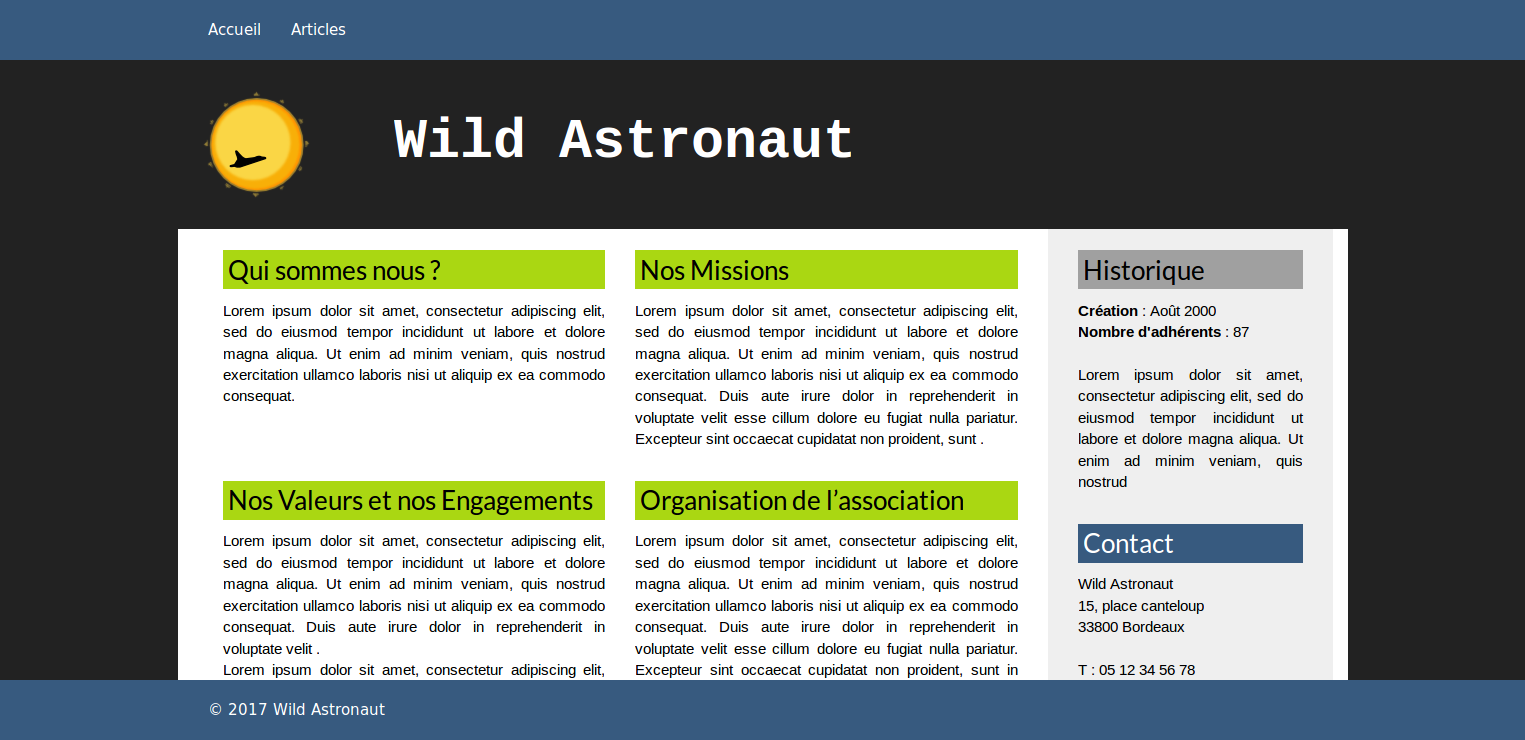 Accueil Articles
Wild Astronaut
Qui sommes nous ?
Lorem ipsum dolor sit amet, consectetur adipiscing elit,
sed do eiusmod tempor incididunt ut labore et dolore
magna aliqua. Ut enim ad minim veniam, quis nostrud
exercitation ullamco laboris nisi ut aliquip ex ea commodo
consequat.
Nos Missions
Lorem ipsum dolor sit amet, consectetur adipiscing elit,
sed do eiusmod tempor incididunt ut labore et dolore
magna aliqua. Ut enim ad minim veniam, quis nostrud
exercitation ullamco laboris nisi ut aliquip ex ea commodo
consequat. Duis aute irure dolor in reprehenderit in
voluptate velit esse cillum dolore eu fugiat nulla pariatur.
Excepteur sint occaecat cupidatat non proident, sunt .
Nos Valeurs et nos Engagements
Lorem ipsum dolor sit amet, consectetur adipiscing elit,
sed do eiusmod tempor incididunt ut labore et dolore
magna aliqua. Ut enim ad minim veniam, quis nostrud
exercitation ullamco laboris nisi ut aliquip ex ea commodo
consequat. Duis aute irure dolor in reprehenderit in
voluptate velit .
Lorem ipsum dolor sit amet, consectetur adipiscing elit,
Organisation de l’association
Lorem ipsum dolor sit amet, consectetur adipiscing elit,
sed do eiusmod tempor incididunt ut labore et dolore
magna aliqua. Ut enim ad minim veniam, quis nostrud
exercitation ullamco laboris nisi ut aliquip ex ea commodo
consequat. Duis aute irure dolor in reprehenderit in
voluptate velit esse cillum dolore eu fugiat nulla pariatur.
Excepteur sint occaecat cupidatat non proident, sunt in
Historique
Création : Août 2000
Nombre d'adhérents : 87
Lorem ipsum dolor sit amet,
consectetur adipiscing elit, sed do
eiusmod tempor incididunt ut
labore et dolore magna aliqua. Ut
enim ad minim veniam, quis
nostrud
Contact
Wild Astronaut
15, place canteloup
33800 Bordeaux
T : 05 12 34 56 78
© 2017 Wild Astronaut